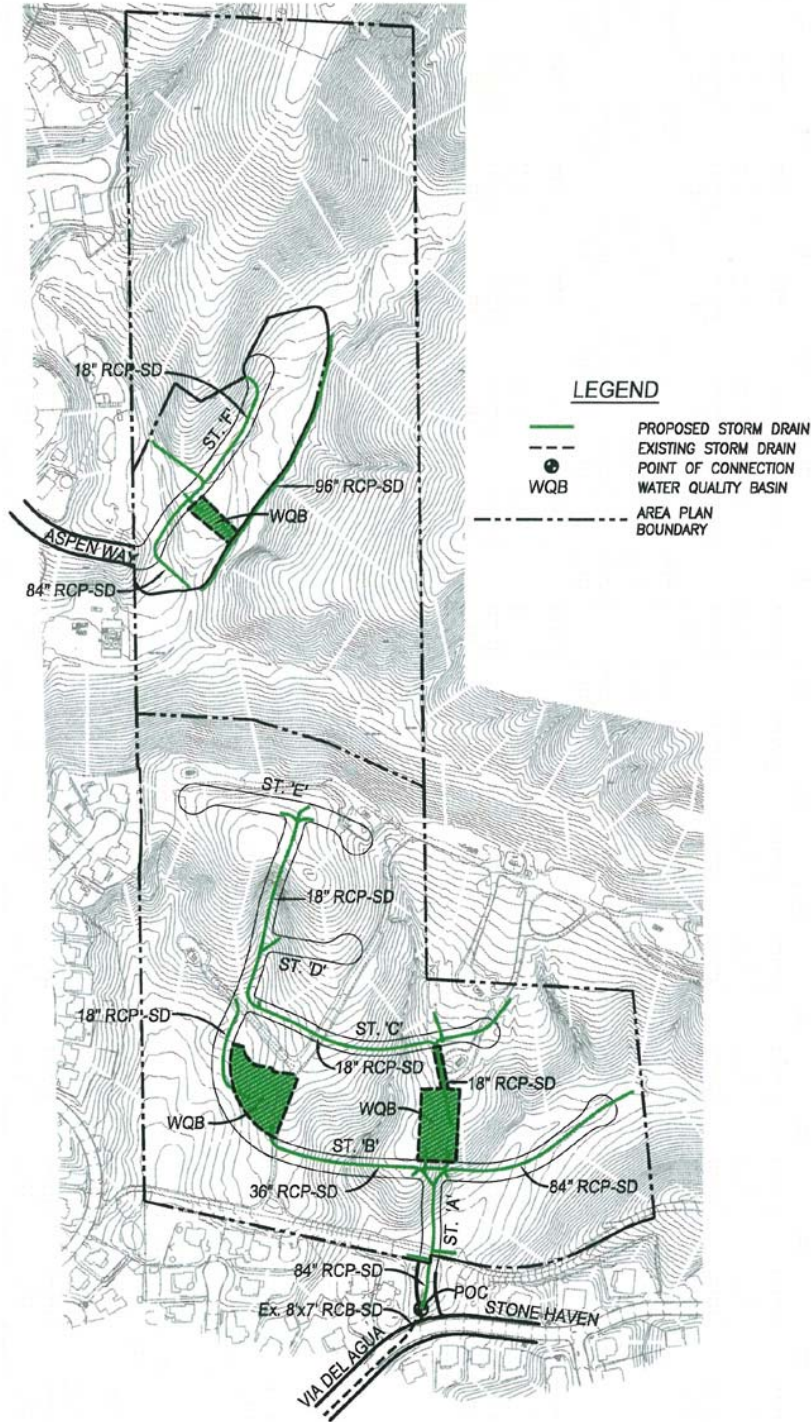 18" RCP-SD
ST. 'F'
96" RCP-SD
WQB
ASPEN WAY
84" RCP-SD
LEGEND
PROPOSED STORM DRAIN
EXISTING STORM DRAIN
POINT OF CONNECTION
WQB WATER QUALITY BASIN
AREA PLAN
BOUNDARY
ST. 'E'
18" RCP-SD
ST. 'D'
18" RCP-SD
ST. 'C'
18" RCP-SD
18" RCP-SD
WQB
WQB
ST. 'B'
36" RCP-SD
84" RCP-SD
ST. 'A'
84" RCP-SD
POC
Ex. 8'x7' RCB-SD
STONE HAVEN
VIA DEL AGUA